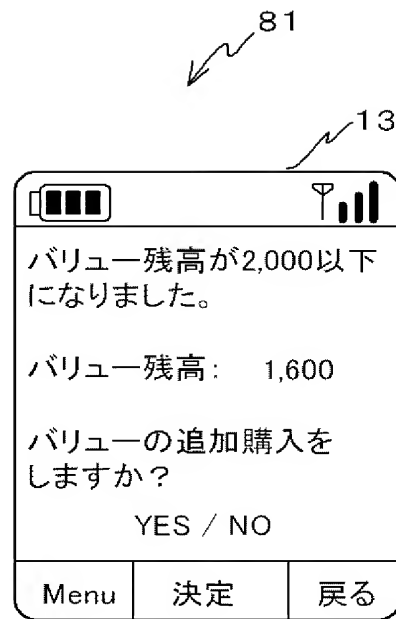 81
13
バリュー残高が2,000以下
になりました。
バリュー残高: 1,600
バリューの追加購入を
しますか?
YES / NO
Menu 決定 戻る